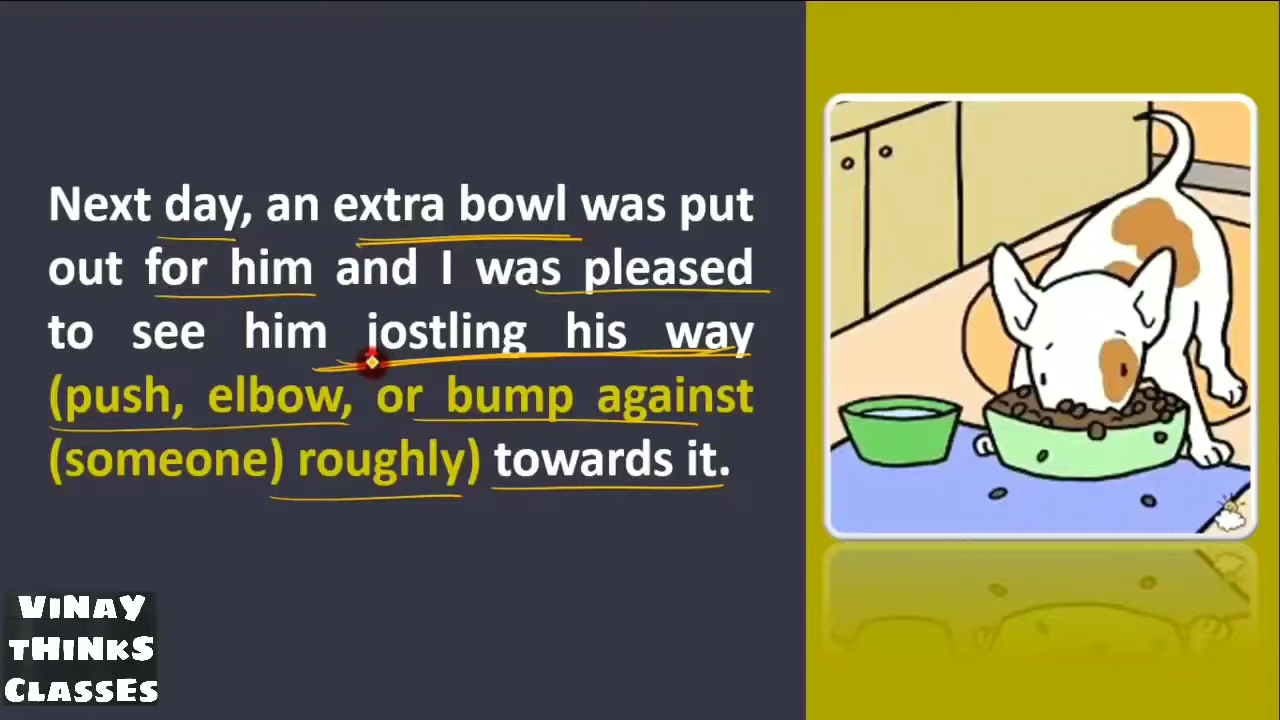 Next day, an extra bowl was put
out for him and I was pleased
to see him jostling his way
(push, elbow, or bump against
(someone) roughly) towards it.
VINAY
THINKS
CLASSES